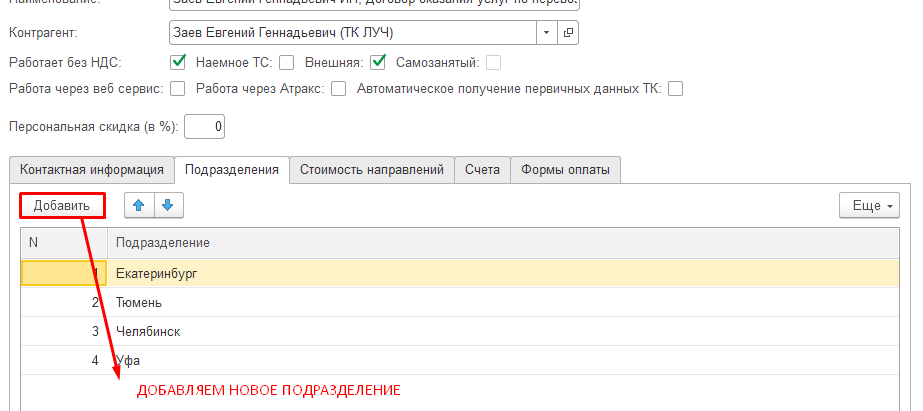 Наименование: Заев Евгений Геннадьевич ИП, Договор оказания услуг по перевоз
Контрагент: Заев Евгений Геннадьевич (ТК ЛУЧ)
Работает без НДС: Наемное ТС: Внешняя: Самозанятый:
Работа через веб сервис: Работа через Атракс: Автоматическое получение первичных данных ТК:
Персональная скидка (в %): 0
Контактная информация Подразделения Стоимость направлений Счета Формы оплаты
Добавить Еще
N Подразделение
1 Екатеринбург
2 Тюмень
3 Челябинск
4 Уфа
ДОБАВЛЯЕМ НОВОЕ ПОДРАЗДЕЛЕНИЕ